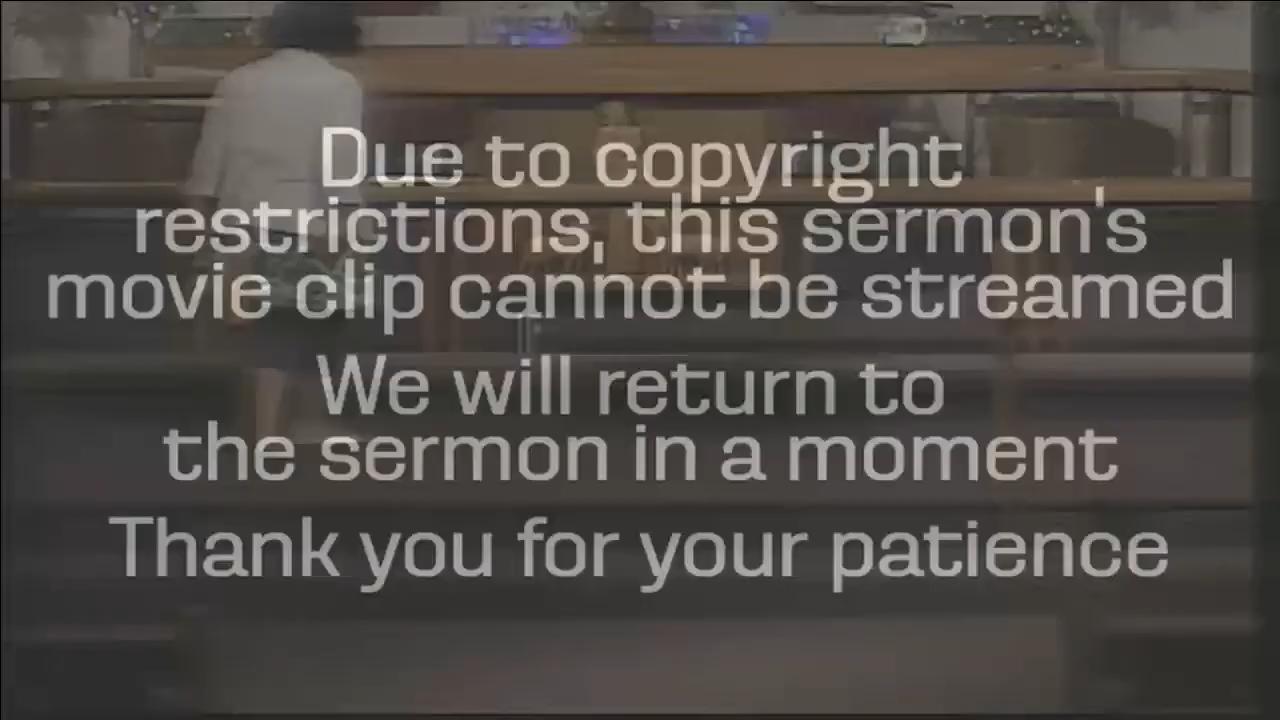 Due to copyright
restrictions, this sermon's
movie clip cannot be streamed
We will return to
the sermon in a moment
Thank you for your patience